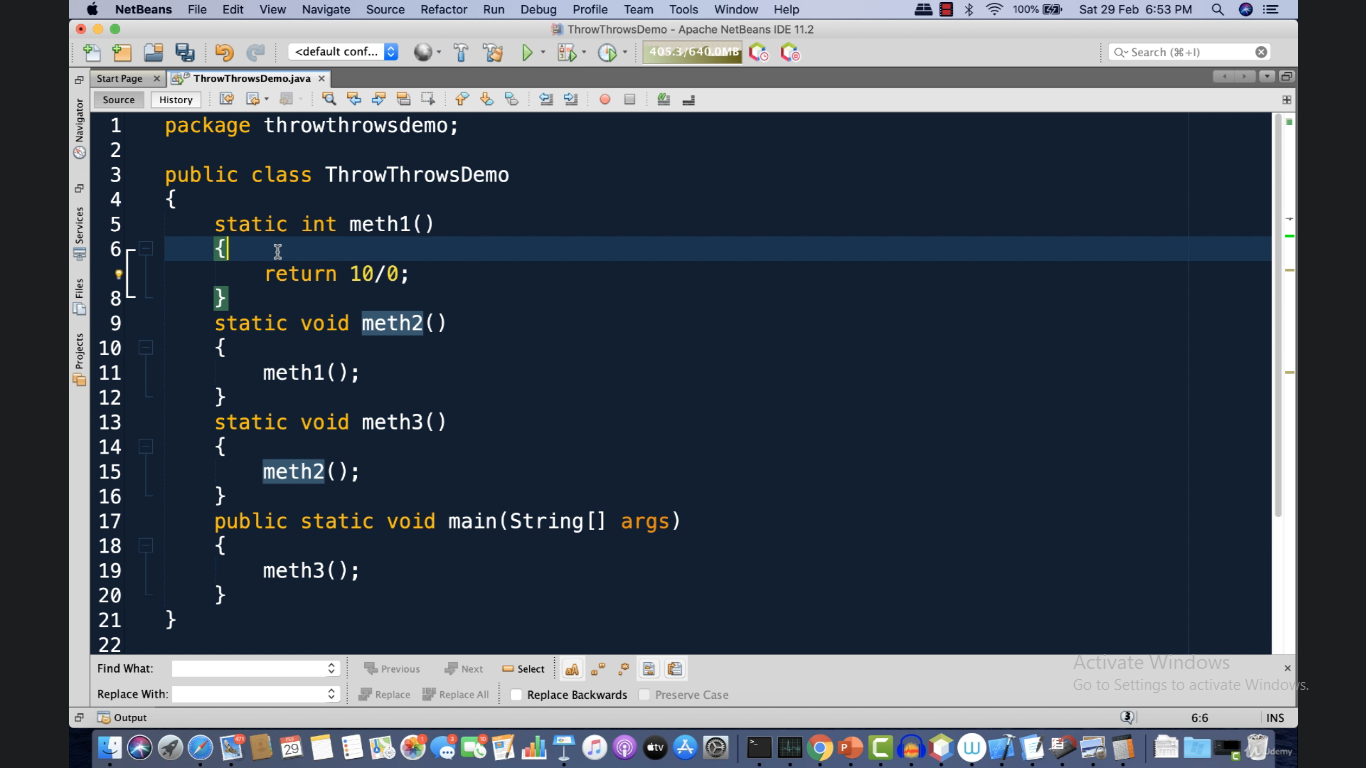 NetBeans File Edit View Navigate Source Refactor Run Debug Profile Team Tools Window Help 100% Sat 29 Feb 6:53 PM
ThrowThrowsDemo - Apache NetBeans IDE 11.2
<default conf... 405.3/640.0MB Search (⌘+I)
Start Page ThrowThrowsDemo.java
Source History
Navigator
Services
Files
Projects
1 package throwthrowsdemo;
2
3 public class ThrowThrowsDemo
4 {
5 static int meth1()
6 {
return 10/0;
8 }
9 static void meth2()
10 {
11 meth1();
12 }
13 static void meth3()
14 {
15 meth2();
16 }
17 public static void main(String[] args)
18 {
19 meth3();
20 }
21 }
22
Activate Windows
Go to Settings to activate Windows.
Find What: Previous Next Select
Replace With: Replace Replace All Replace Backwards Preserve Case
Output 6:6 INS
29
Udemy